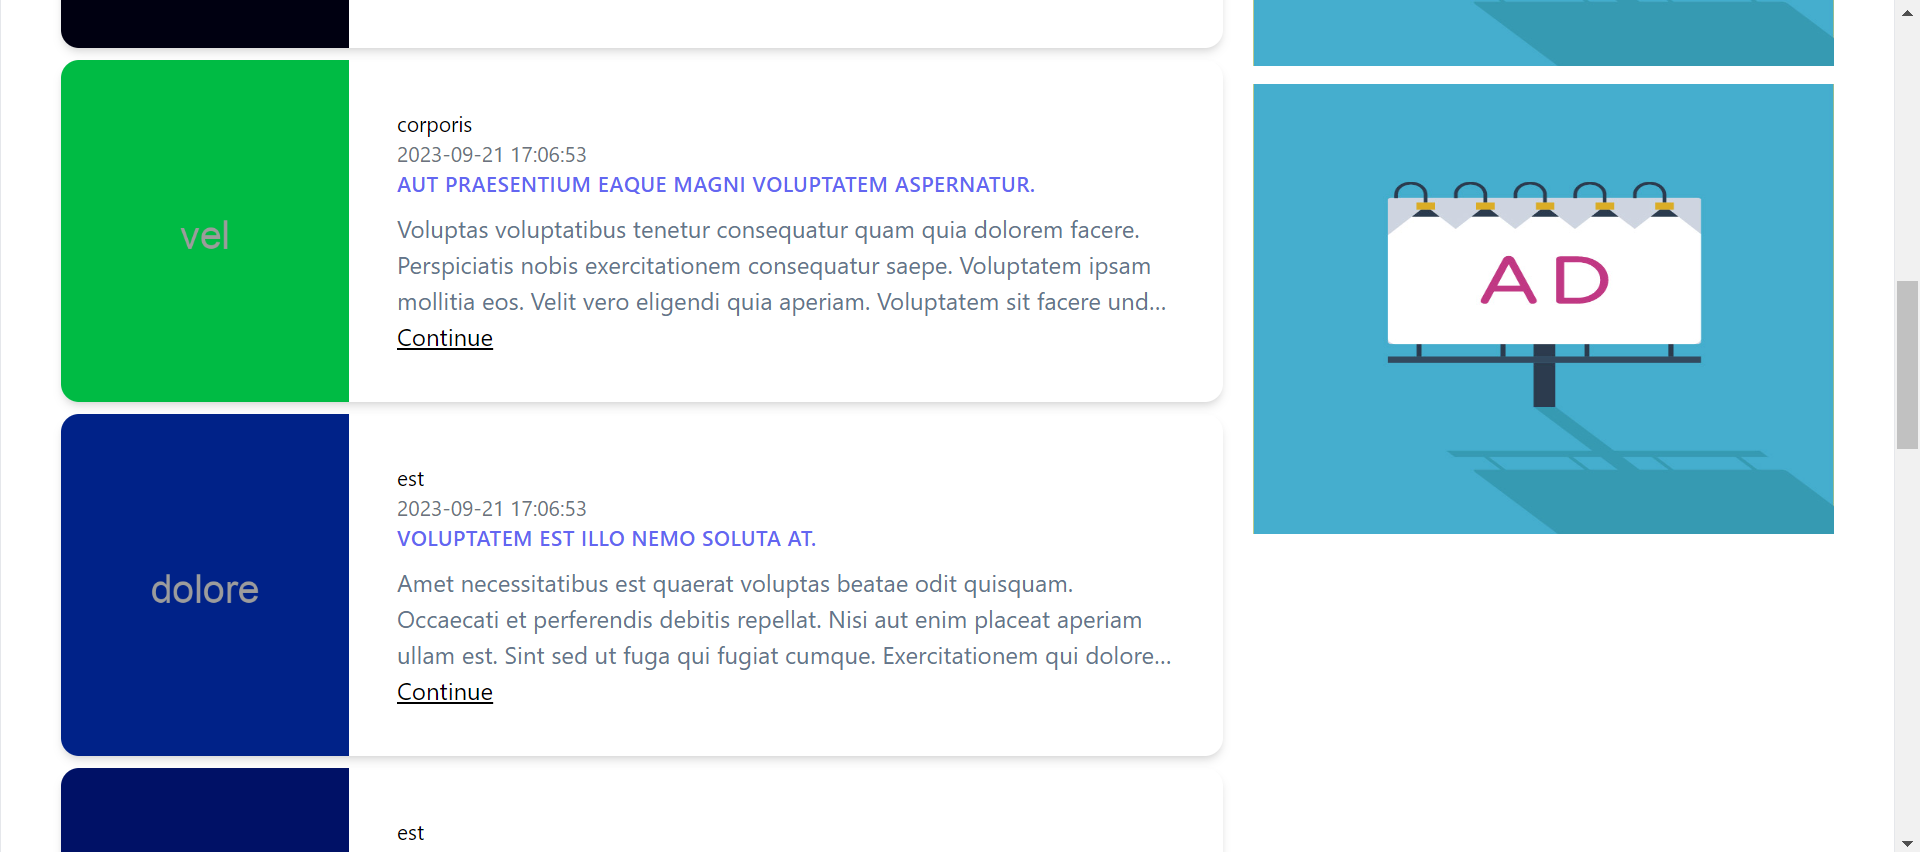 vel
corporis
2023-09-21 17:06:53
AUT PRAESENTIUM EAQUE MAGNI VOLUPTATEM ASPERNATUR.
Voluptas voluptatibus tenetur consequatur quam quia dolorem facere.
Perspiciatis nobis exercitationem consequatur saepe. Voluptatem ipsam
mollitia eos. Velit vero eligendi quia aperiam. Voluptatem sit facere und...
Continue
AD
dolore
est
2023-09-21 17:06:53
VOLUPTATEM EST ILLO NEMO SOLUTA AT.
Amet necessitatibus est quaerat voluptas beatae odit quisquam.
Occaecati et perferendis debitis repellat. Nisi aut enim placeat aperiam
ullam est. Sint sed ut fuga qui fugiat cumque. Exercitationem qui dolore...
Continue
est